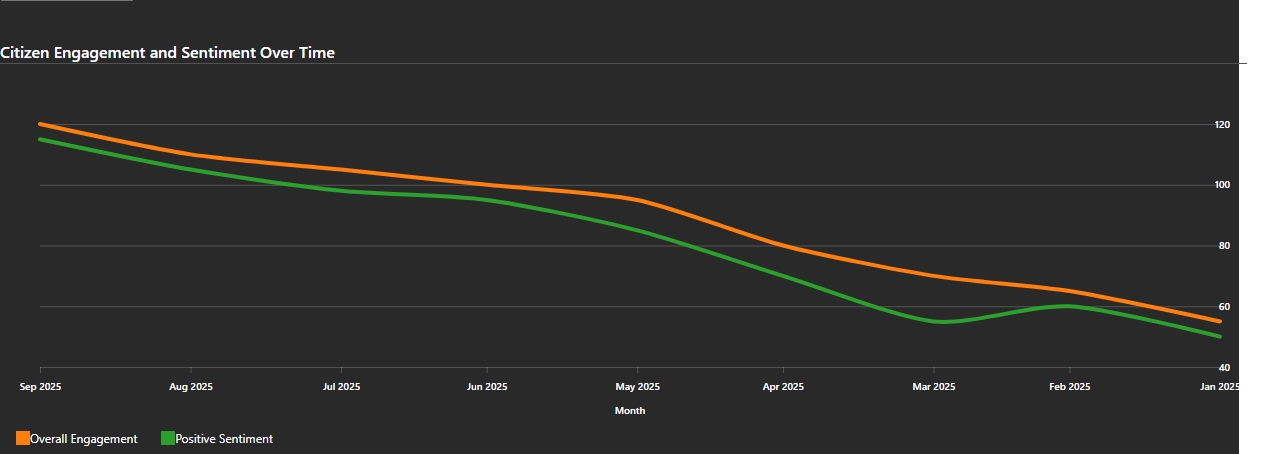 Citizen Engagement and Sentiment Over Time
120
100
80
60
40
Sep 2025 Aug 2025 Jul 2025 Jun 2025 May 2025 Apr 2025 Mar 2025 Feb 2025 Jan 2025
Month
Overall Engagement Positive Sentiment